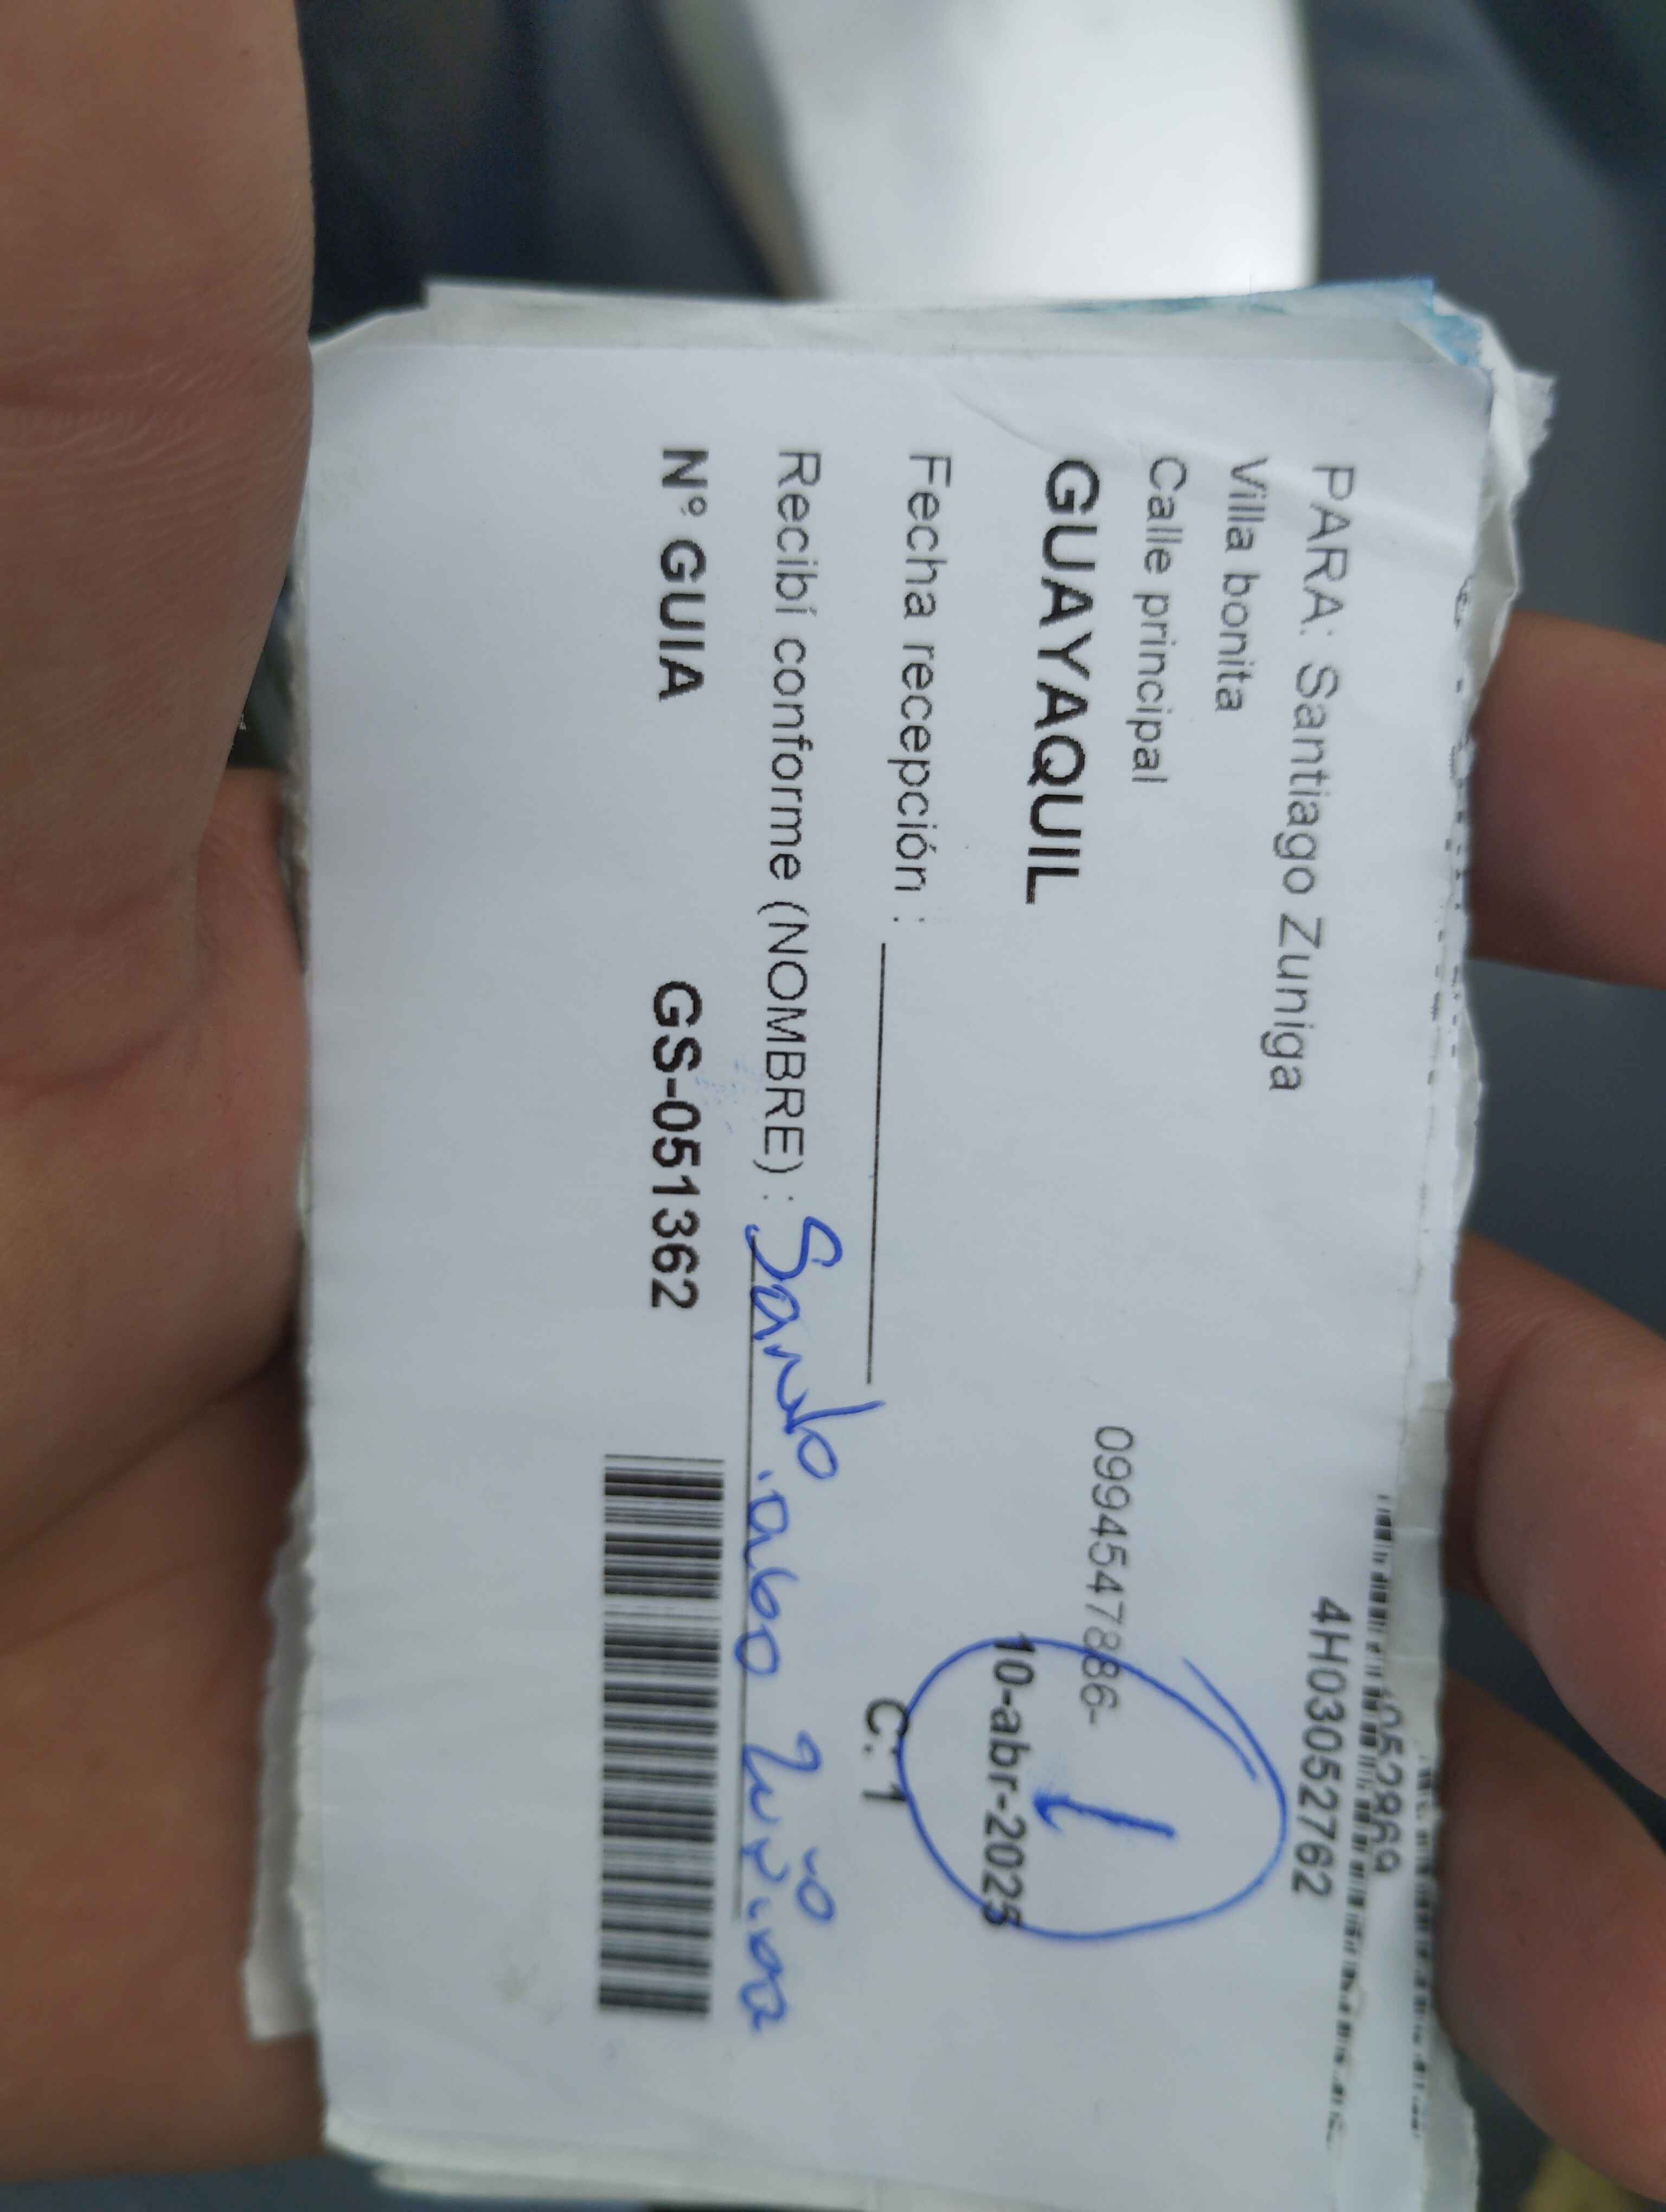 4H03052762
PARA: Santiago Zuniga
Villa bonita
Calle principal
0994547886-
GUAYAQUIL
10-abr-2025
1
Fecha recepción :
C: 1
Recibí conforme (NOMBRE) :
Nº GUIA GS-051362